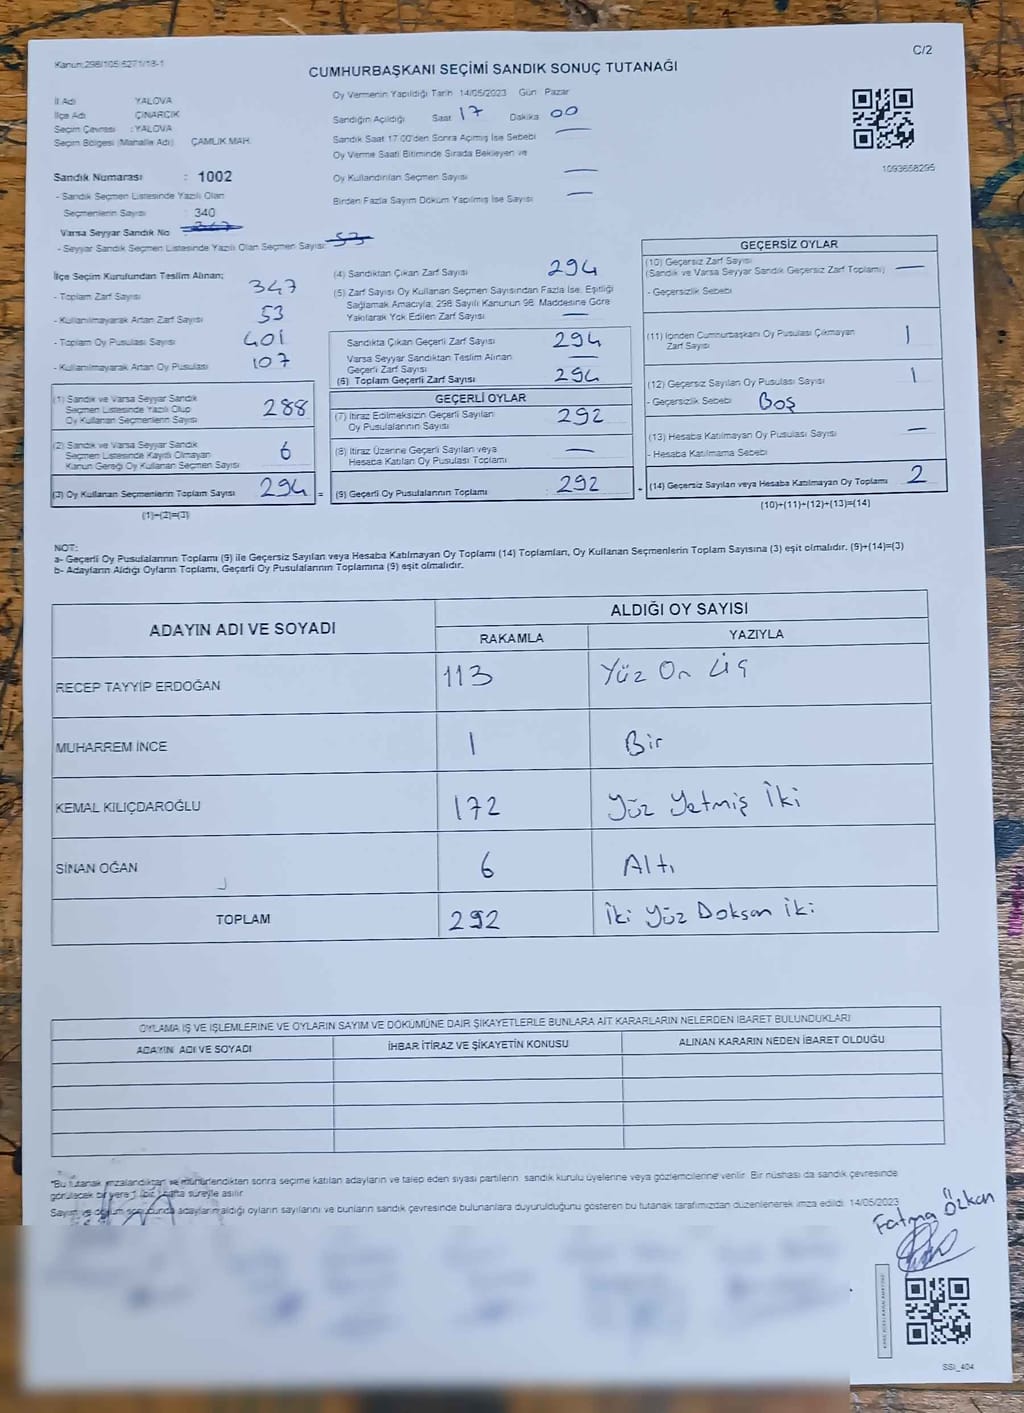 C/2
Kanun:298/105;6271/18-1
CUMHURBAŞKANI SEÇİMİ SANDIK SONUÇ TUTANAĞI
İl Adı YALOVA
İlçe Adı ÇINARCIK
Seçim Çevresi : YALOVA
Seçim Bölgesi (Mahalle Adı) ÇAMLIK MAH.
Oy Vermenin Yapıldığı Tarih 14/05/2023 Gün Pazar
Sandığın Açıldığı Saat 17 Dakika 00
Sandık Saat 17:00'den Sonra Açılmış İse Sebebi —
Oy Verme Saati Bitiminde Sırada Bekleyen ve
Oy Kullandırılan Seçmen Sayısı —
Birden Fazla Sayım Döküm Yapılmış İse Sayısı —
1093658295
Sandık Numarası : 1002
- Sandık Seçmen Listesinde Yazılı Olan
Seçmenlerin Sayısı : 340
Varsa Seyyar Sandık No
- Seyyar Sandık Seçmen Listesinde Yazılı Olan Seçmen Sayısı: 53
İlçe Seçim Kurulundan Teslim Alınan;
- Toplam Zarf Sayısı 347
- Kullanılmayarak Artan Zarf Sayısı 53
- Toplam Oy Pusulası Sayısı 401
- Kullanılmayarak Artan Oy Pusulası 107
(1) Sandık ve Varsa Seyyar Sandık
Seçmen Listesinde Yazılı Olup
Oy Kullanan Seçmenlerin Sayısı 288
(2) Sandık ve Varsa Seyyar Sandık
Seçmen Listesinde Kayıtlı Olmayan
Kanun Gereği Oy Kullanan Seçmen Sayısı 6
(3) Oy Kullanan Seçmenlerin Toplam Sayısı 294 =
(1)+(2)=(3)
(4) Sandıktan Çıkan Zarf Sayısı 294
(5) Zarf Sayısı Oy Kullanan Seçmen Sayısından Fazla İse, Eşitliği
Sağlamak Amacıyla, 298 Sayılı Kanunun 98. Maddesine Göre
Yakılarak Yok Edilen Zarf Sayısı —
Sandıkta Çıkan Geçerli Zarf Sayısı 294
Varsa Seyyar Sandıktan Teslim Alınan
Geçerli Zarf Sayısı —
(6) Toplam Geçerli Zarf Sayısı 294
GEÇERLİ OYLAR
(7) İtiraz Edilmeksizin Geçerli Sayılan
Oy Pusulalarının Sayısı 292
(8) İtiraz Üzerine Geçerli Sayılan veya
Hesaba Katılan Oy Pusulası Toplamı —
(9) Geçerli Oy Pusulalarının Toplamı : 292
GEÇERSİZ OYLAR
(10) Geçersiz Zarf Sayısı
(Sandık ve Varsa Seyyar Sandık Geçersiz Zarf Toplamı) —
- Geçersizlik Sebebi
(11) İçinden Cumhurbaşkanı Oy Pusulası Çıkmayan
Zarf Sayısı 1
(12) Geçersiz Sayılan Oy Pusulası Sayısı 1
- Geçersizlik Sebebi Boş
(13) Hesaba Katılmayan Oy Pusulası Sayısı —
- Hesaba Katılmama Sebebi
(14) Geçersiz Sayılan veya Hesaba Katılmayan Oy Toplamı 2
(10)+(11)+(12)+(13)=(14)
NOT:
a- Geçerli Oy Pusulalarının Toplamı (9) ile Geçersiz Sayılan veya Hesaba Katılmayan Oy Toplamı (14) Toplamları, Oy Kullanan Seçmenlerin Toplam Sayısına (3) eşit olmalıdır. (9)+(14)=(3)
b- Adayların Aldığı Oyların Toplamı, Geçerli Oy Pusulalarının Toplamına (9) eşit olmalıdır.
ADAYIN ADI VE SOYADI ALDIĞI OY SAYISI
RAKAMLA YAZIYLA
RECEP TAYYİP ERDOĞAN 113 Yüz On Üç
MUHARREM İNCE 1 Bir
KEMAL KILIÇDAROĞLU 172 Yüz Yetmiş İki
SİNAN OĞAN 6 Altı
TOPLAM 292 İki Yüz Doksan İki
OYLAMA İŞ VE İŞLEMLERİNE VE OYLARIN SAYIM VE DÖKÜMÜNE DAİR ŞİKAYETLERLE BUNLARA AİT KARARLARIN NELERDEN İBARET BULUNDUKLARI
ADAYIN ADI VE SOYADI İHBAR İTİRAZ VE ŞİKAYETİN KONUSU ALINAN KARARIN NEDEN İBARET OLDUĞU
*Bu tutanak imzalandıktan ve mühürlendikten sonra seçime katılan adayların ve talep eden siyasi partilerin, sandık kurulu üyelerine veya gözlemcilerine verilir. Bir nüshası da sandık çevresinde
görülecek bir yere 1 (bir) hafta süreyle asılır.
Sayım ve döküm sonucunda adayların aldığı oyların sayılarını ve bunların sandık çevresinde bulunanlara duyurulduğunu gösteren bu tutanak tarafımızdan düzenlenerek imza edildi. 14/05/2023
Fatma Özkan
SSI_404